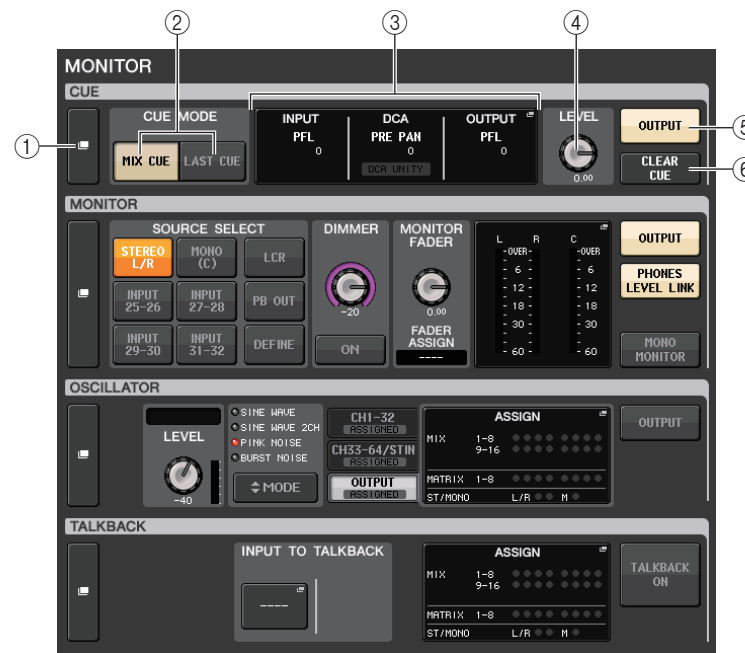 ② ③ ④
MONITOR
CUE
①
CUE MODE
MIX CUE LAST CUE
INPUT
PFL
0
DCA
PRE PAN
0
DCA UNITY
OUTPUT
PFL
0
LEVEL
0.00
OUTPUT
⑤
CLEAR
CUE
⑥
MONITOR
SOURCE SELECT
STEREO
L/R
MONO
(C)
LCR
INPUT
25-26
INPUT
27-28
PB OUT
INPUT
29-30
INPUT
31-32
DEFINE
DIMMER
-20
ON
MONITOR
FADER
0.00
FADER
ASSIGN
----
L R C
-OVER- -OVER
- 6 - - 6
- 12 - - 12
- 18 - - 18
- 30 - - 30
- 60 - - 60
OUTPUT
PHONES
LEVEL LINK
MONO
MONITOR
OSCILLATOR
LEVEL
-40
SINE WAVE
SINE WAVE 2CH
PINK NOISE
BURST NOISE
MODE
CH1-32
ASSIGNED
CH33-64/STIN
ASSIGNED
OUTPUT
ASSIGNED
ASSIGN
MIX 1-8
9-16
MATRIX 1-8
ST/MONO L/R M
OUTPUT
TALKBACK
INPUT TO TALKBACK
----
ASSIGN
MIX 1-8
9-16
MATRIX 1-8
ST/MONO L/R M
TALKBACK
ON